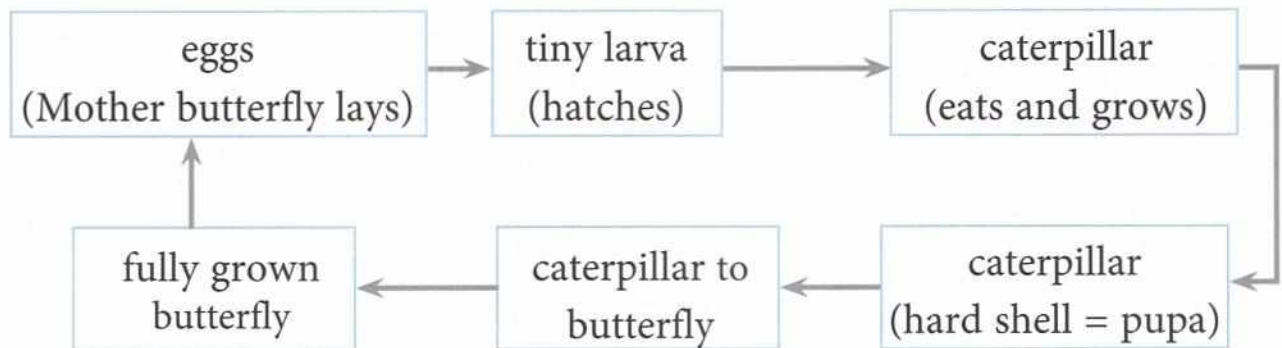 eggs
(Mother butterfly lays)
tiny larva
(hatches)
caterpillar
(eats and grows)
caterpillar
(hard shell = pupa)
caterpillar to
butterfly
fully grown
butterfly